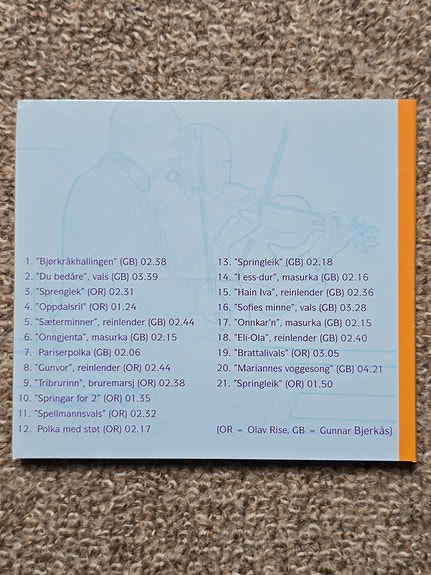 1. "Bjørkråkhallingen" (GB) 02.38
2. "Du bedåre", vals (GB) 03.39
3. "Sprenglek" (OR) 02.31
4. "Oppdalsril" (OR) 01.24
5. "Sæterminner", reinlender (GB) 02.44
6. "Onngjenta", masurka (GB) 02.15
7. Pariserpolka (GB) 02.06
8. "Gunvor", reinlender (OR) 02.44
9. "Tribrurinn", bruremarsj (OR) 02.38
10. "Springar for 2" (OR) 01.35
11. "Spellmannsvals" (OR) 02.32
12. Polka med støt (OR) 02.17
13. "Springleik" (GB) 02.18
14. "I ess-dur", masurka (GB) 02.16
15. "Hain Iva", reinlender (GB) 02.36
16. "Sofies minne", vals (GB) 03.28
17. "Onnkar'n", masurka (GB) 02.15
18. "Eli-Ola", reinlender (GB) 02.40
19. "Brattalivals" (OR) 03.05
20. "Mariannes voggesong" (GB) 04.21
21. "Springleik" (OR) 01.50
(OR = Olav Rise, GB = Gunnar Bjerkås)